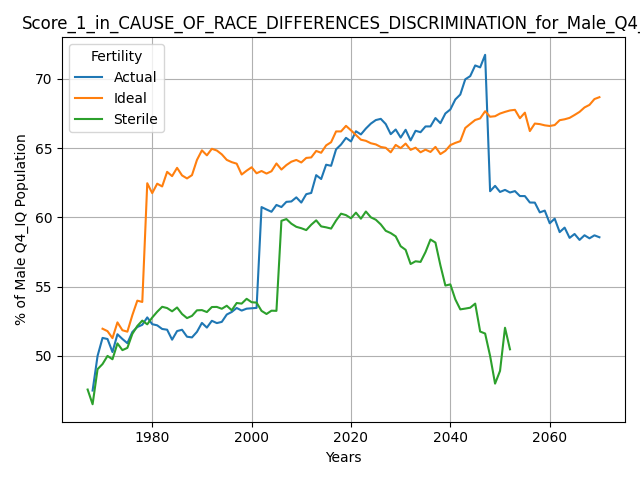 Score_1_in_CAUSE_OF_RACE_DIFFERENCES_DISCRIMINATION_for_Male_Q4_
Fertility
Actual
Ideal
Sterile
% of Male Q4_IQ Population
70
65
60
55
50
1980
2000
2020
2040
2060
Years